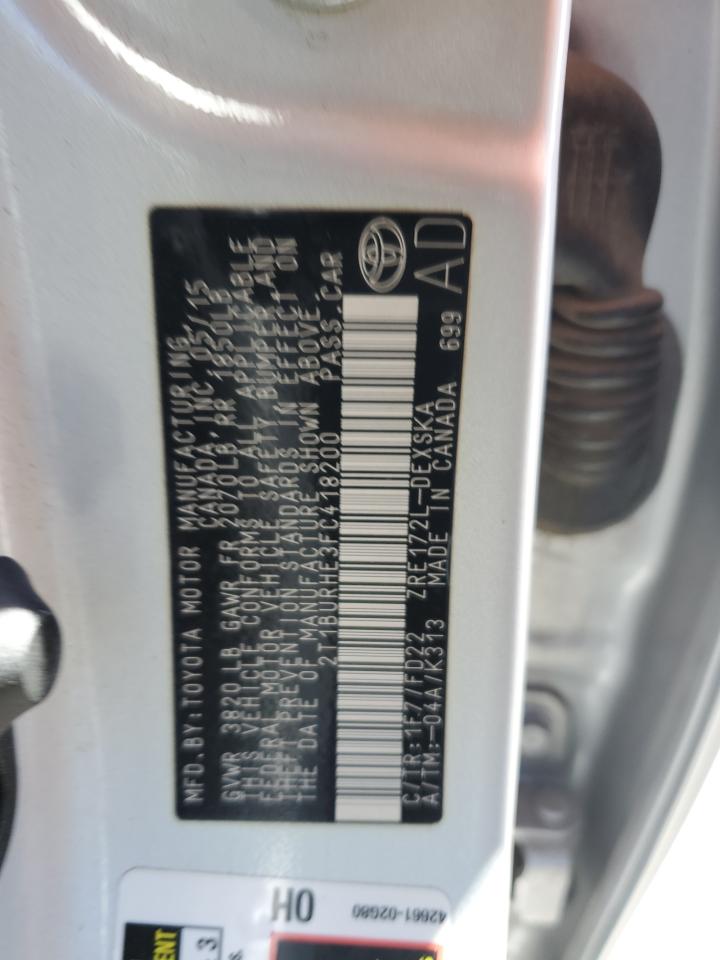 MFD.BY:TOYOTA MOTOR MANUFACTURING
CANADA, INC 05/15
GVWR 3820 LB GAWR FR 2070LB,RR 1850LB
THIS VEHICLE CONFORMS TO ALL APPLICABLE
FEDERAL MOTOR VEHICLE SAFETY BUMPER,AND
THEFT PREVENTION STANDARDS IN EFFECT ON
THE DATE OF MANUFACTURE SHOWN ABOVE.
2T1BURHE3FC418200 PASS.CAR
C/TR:1F7/FD22 ZRE172L-DEXSKA
A/TM:-04A/K313 MADE IN CANADA 699 AD
0H
42661-02G80